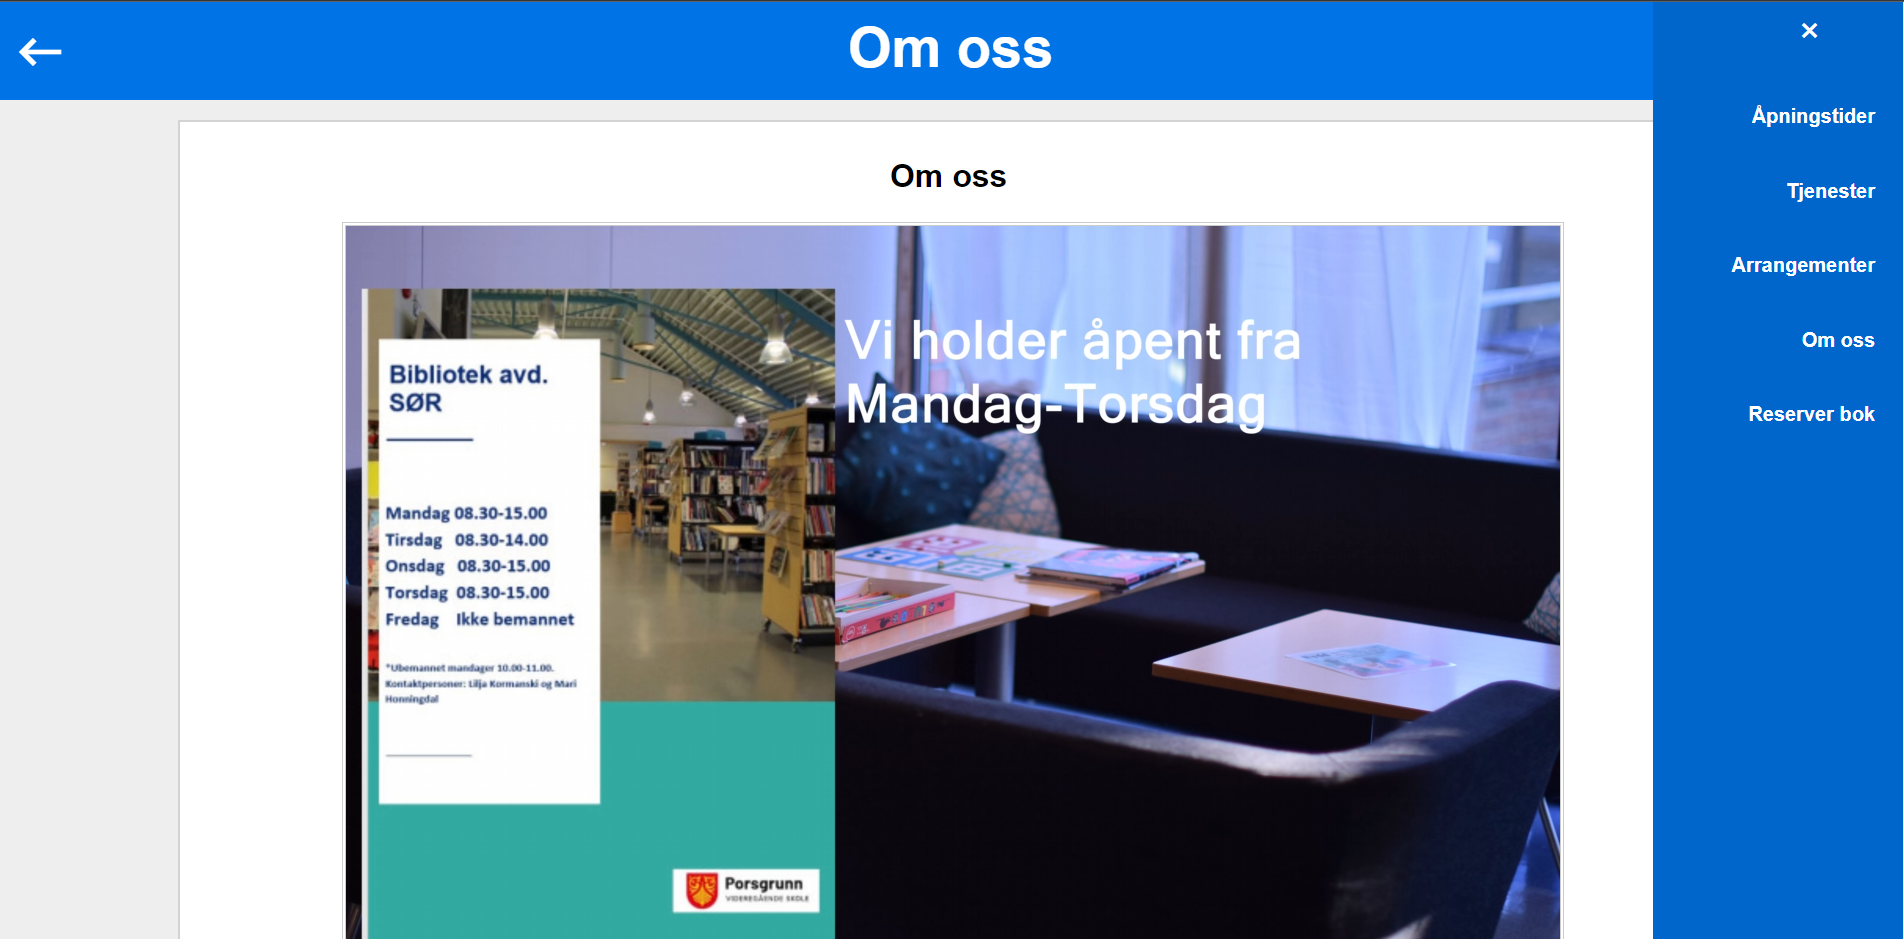 Om oss
×
Åpningstider
Tjenester
Arrangementer
Om oss
Reserver bok
Om oss
Bibliotek avd.
SØR
Mandag 08.30-15.00
Tirsdag 08.30-14.00
Onsdag 08.30-15.00
Torsdag 08.30-15.00
Fredag Ikke bemannet
*Ubemannet mandager 10.00-11.00.
Kontaktpersoner: Lilja Kormanski og Mari
Honningdal
Porsgrunn
VIDEREGÅENDE SKOLE
Vi holder åpent fra
Mandag-Torsdag